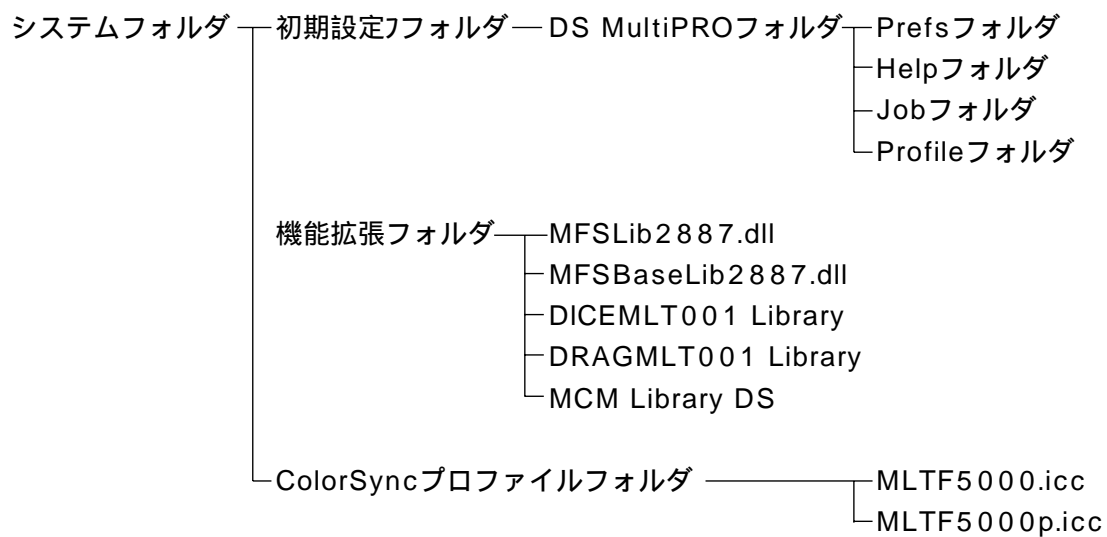 システムフォルダ 初期設定フフォルダ DS MultiPROフォルダ Prefsフォルダ
Helpフォルダ
Jobフォルダ
Profileフォルダ
機能拡張フォルダ MFSLib2887.dll
MFSBaseLib2887.dll
DICEMLT001 Library
DRAGMLT001 Library
MCM Library DS
ColorSyncプロファイルフォルダ MLTF5000.icc
MLTF5000p.icc